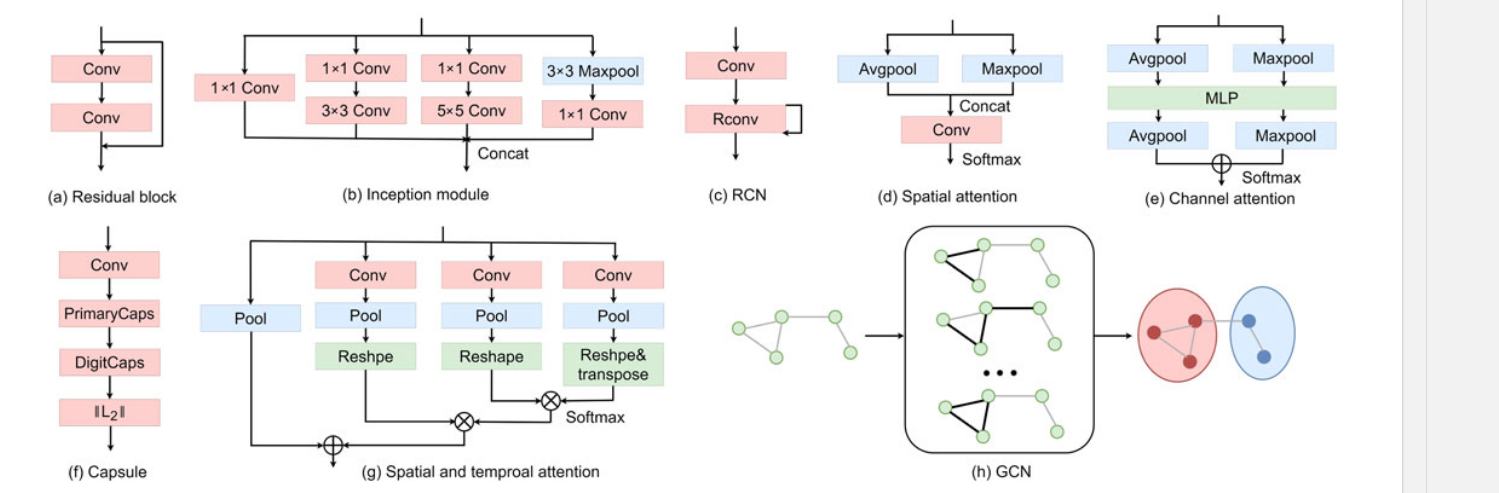 Conv
Conv
(a) Residual block
1×1 Conv
1×1 Conv
3×3 Conv
1×1 Conv
5×5 Conv
3×3 Maxpool
1×1 Conv
Concat
(b) Inception module
Conv
Rconv
(c) RCN
Avgpool
Maxpool
Concat
Conv
Softmax
(d) Spatial attention
Avgpool
Maxpool
MLP
Avgpool
Maxpool
Softmax
(e) Channel attention
Conv
PrimaryCaps
DigitCaps
‖L₂‖
(f) Capsule
Pool
Conv
Pool
Reshpe
Conv
Pool
Reshape
Conv
Pool
Reshpe&
transpose
Softmax
(g) Spatial and temproal attention
(h) GCN